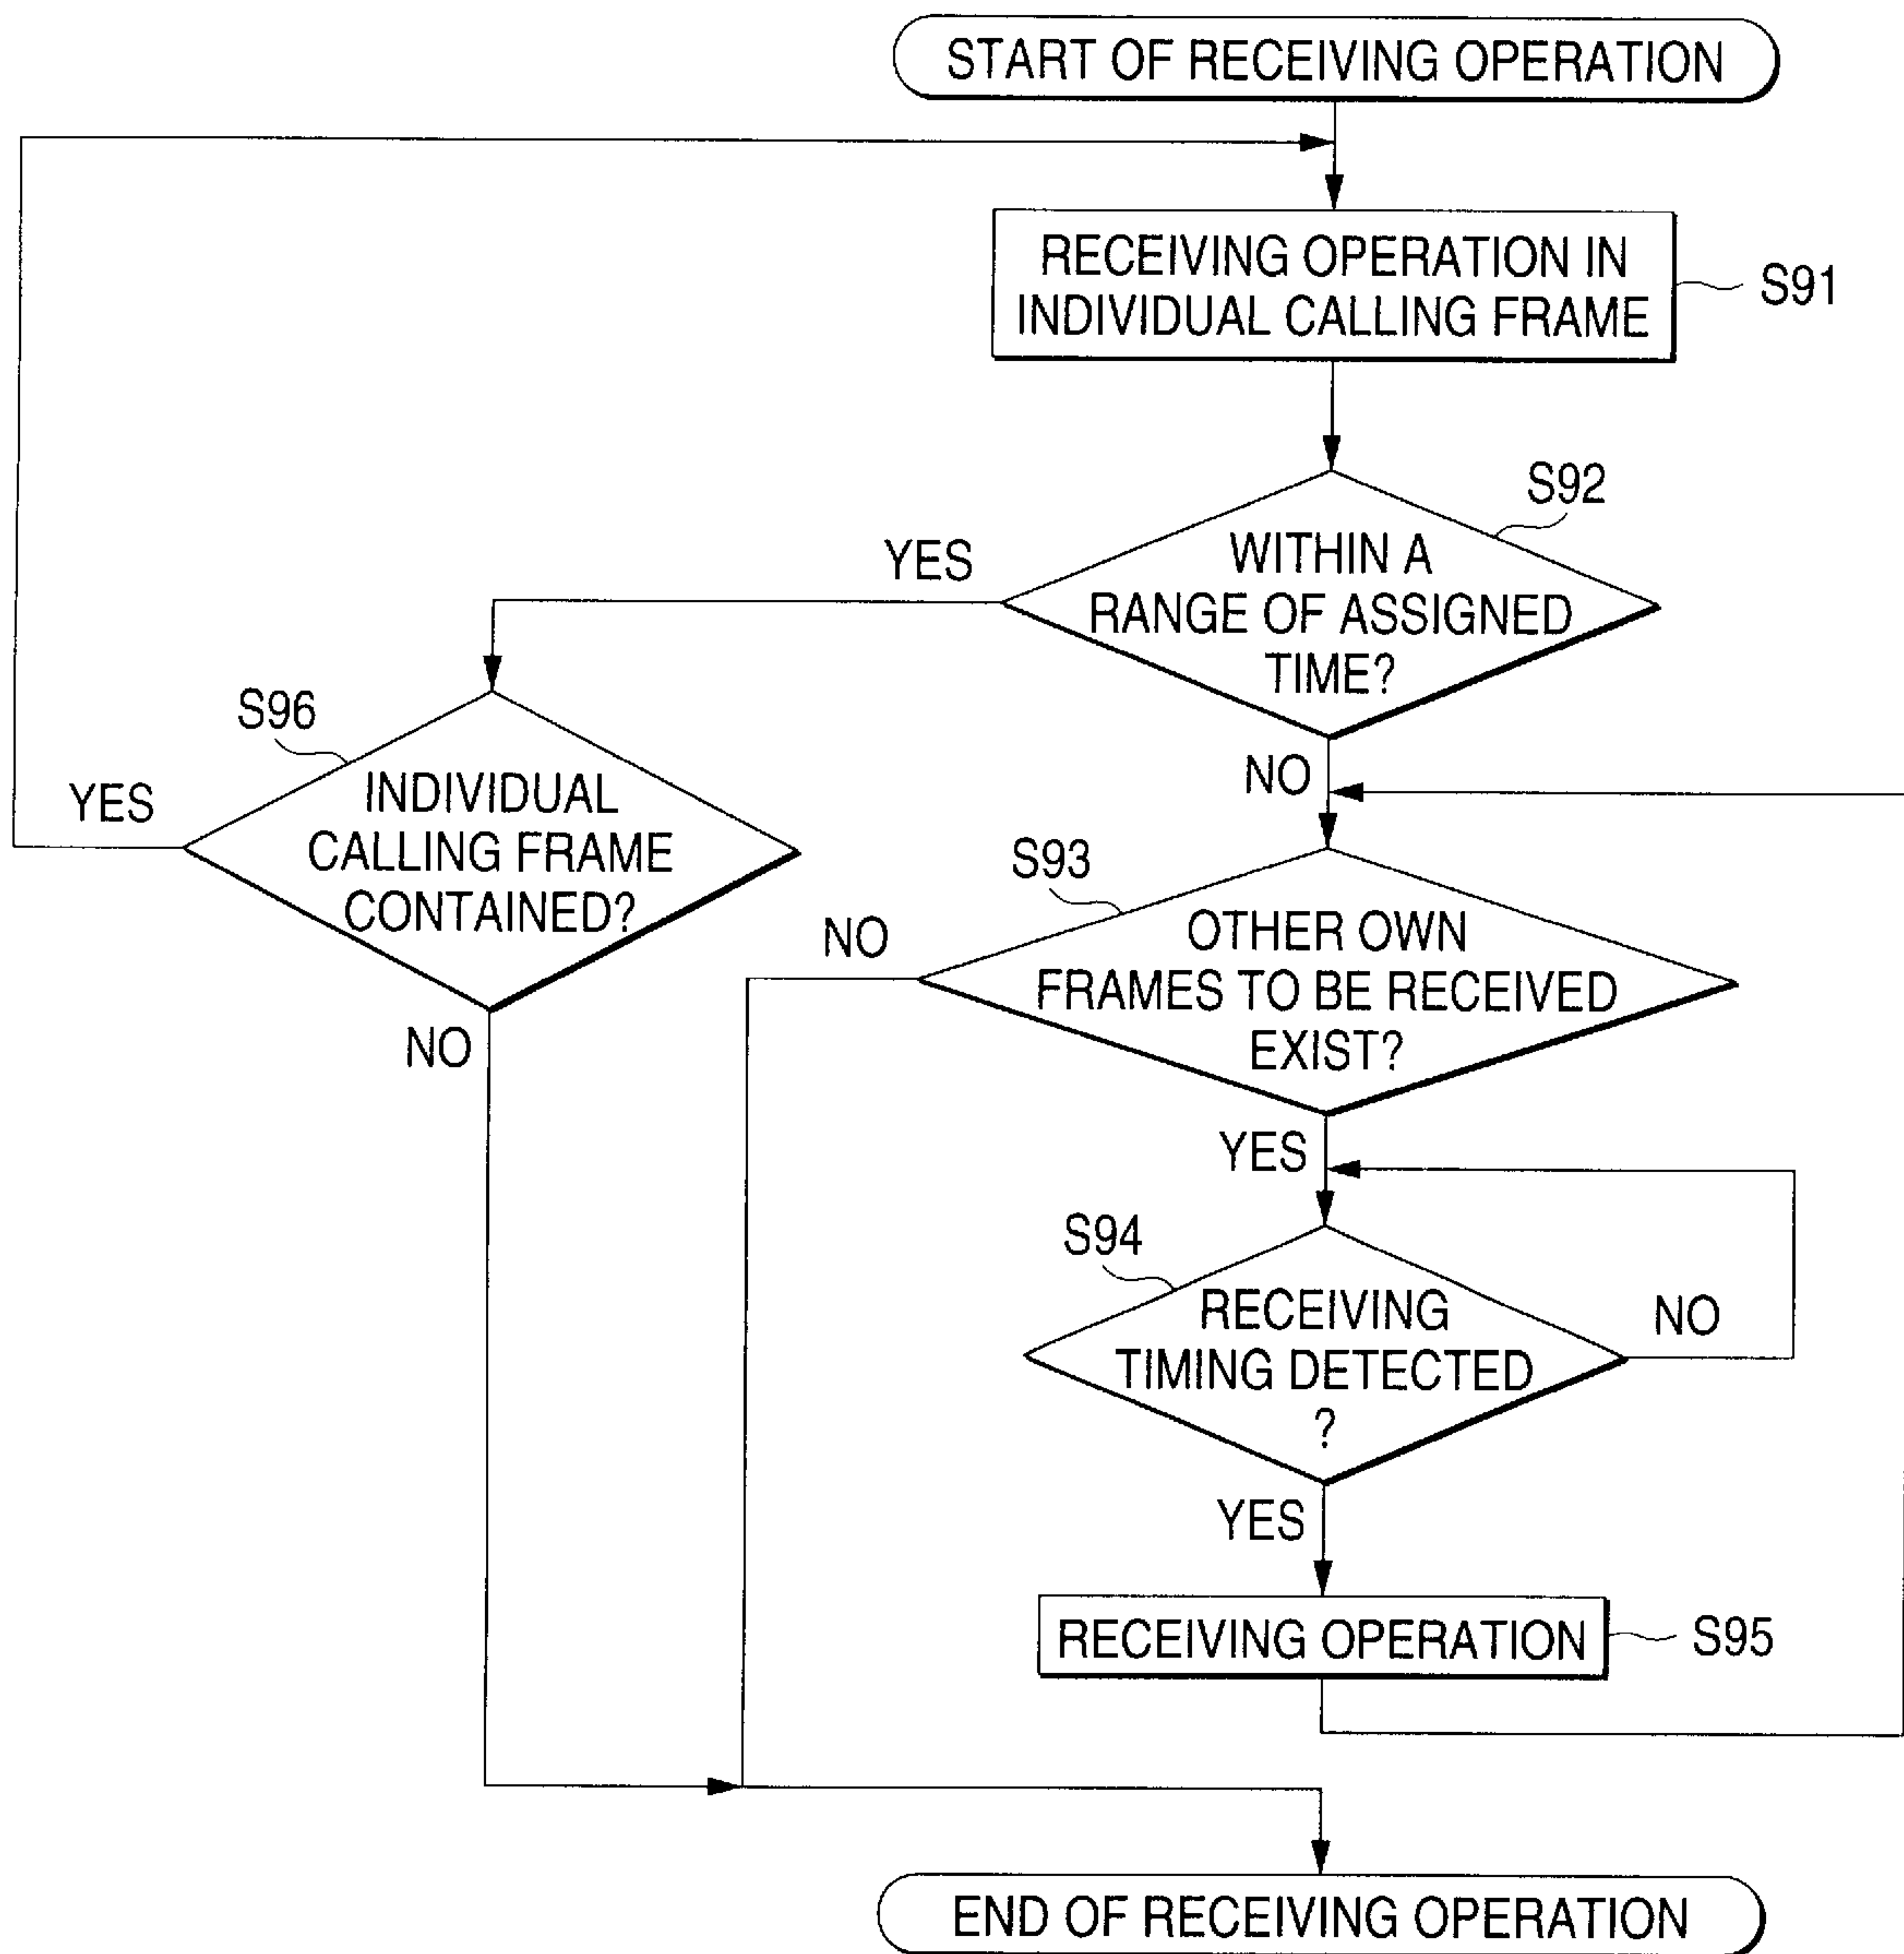 START OF RECEIVING OPERATION
RECEIVING OPERATION IN
INDIVIDUAL CALLING FRAME
S91
S92
WITHIN A
RANGE OF ASSIGNED
TIME?
YES
NO
S96
INDIVIDUAL
CALLING FRAME
CONTAINED?
YES
NO
S93
OTHER OWN
FRAMES TO BE RECEIVED
EXIST?
NO
YES
S94
RECEIVING
TIMING DETECTED
?
NO
YES
RECEIVING OPERATION
S95
END OF RECEIVING OPERATION